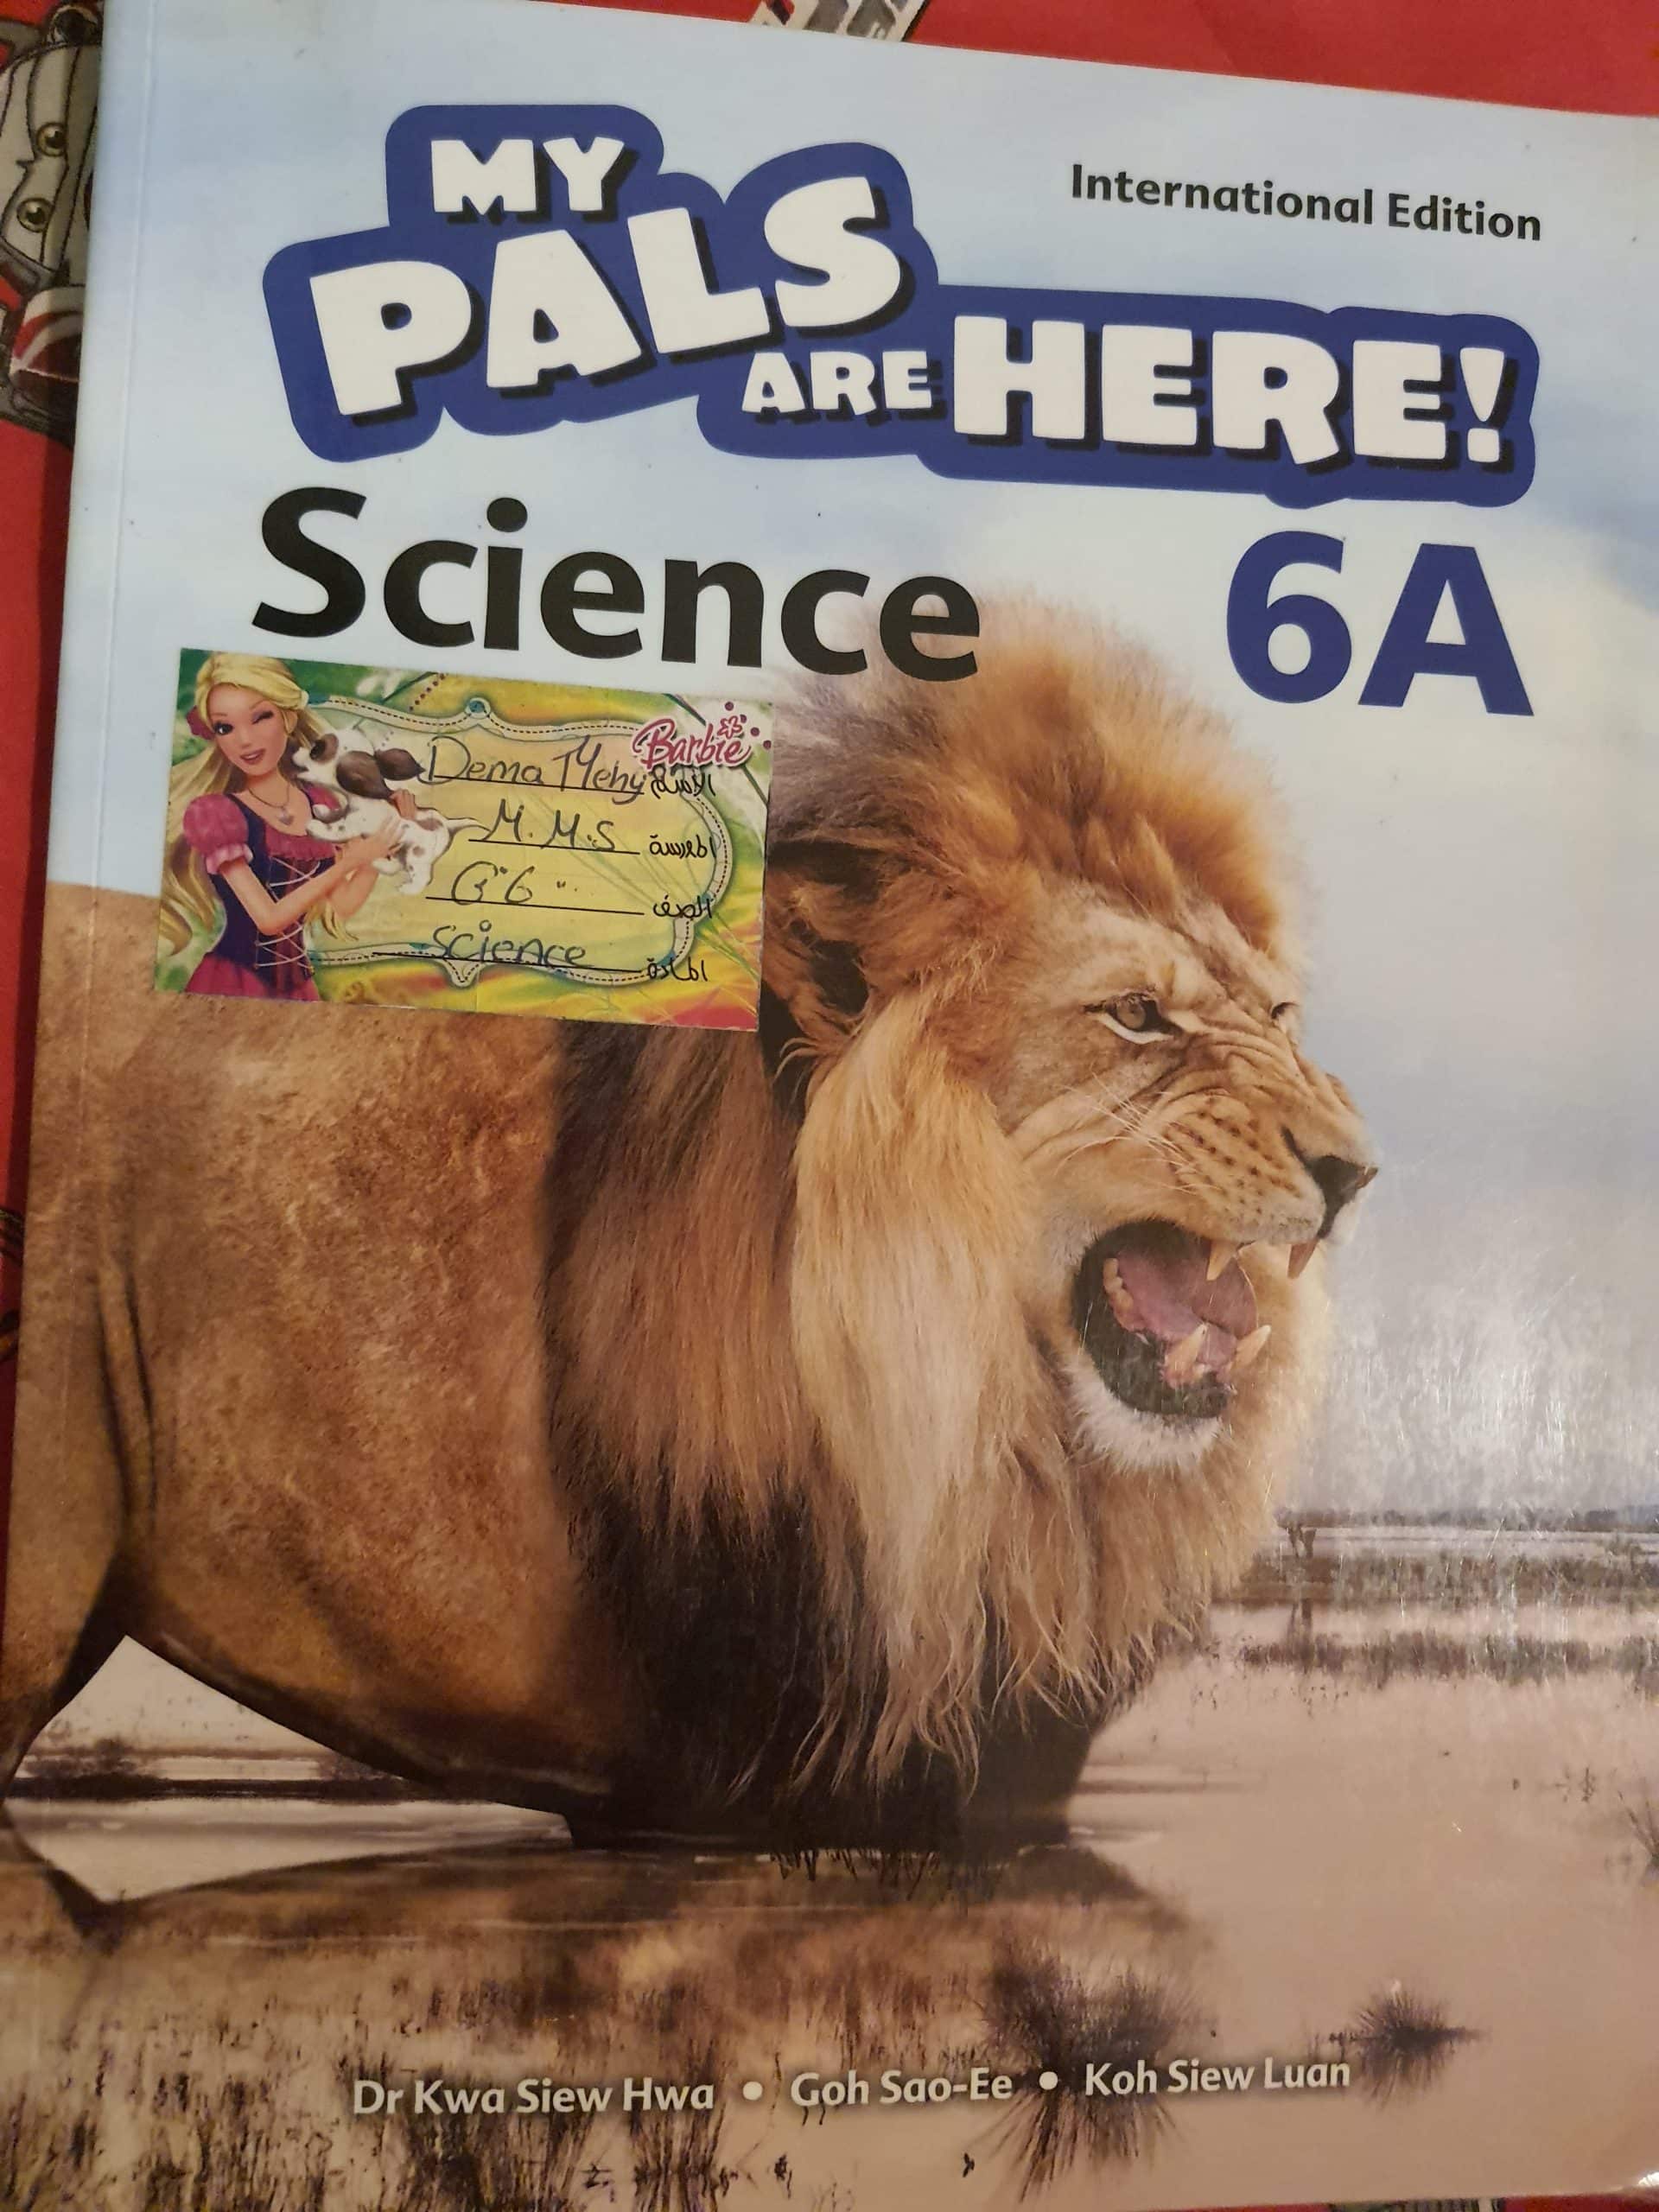 International Edition
MY
PALS
ARE HERE!
Science 6A
Barbie
Dema Mehy الاسم
M.M.S المدرسة
G"6" الصف
Science المادة
Dr Kwa Siew Hwa • Goh Sao-Ee • Koh Siew Luan